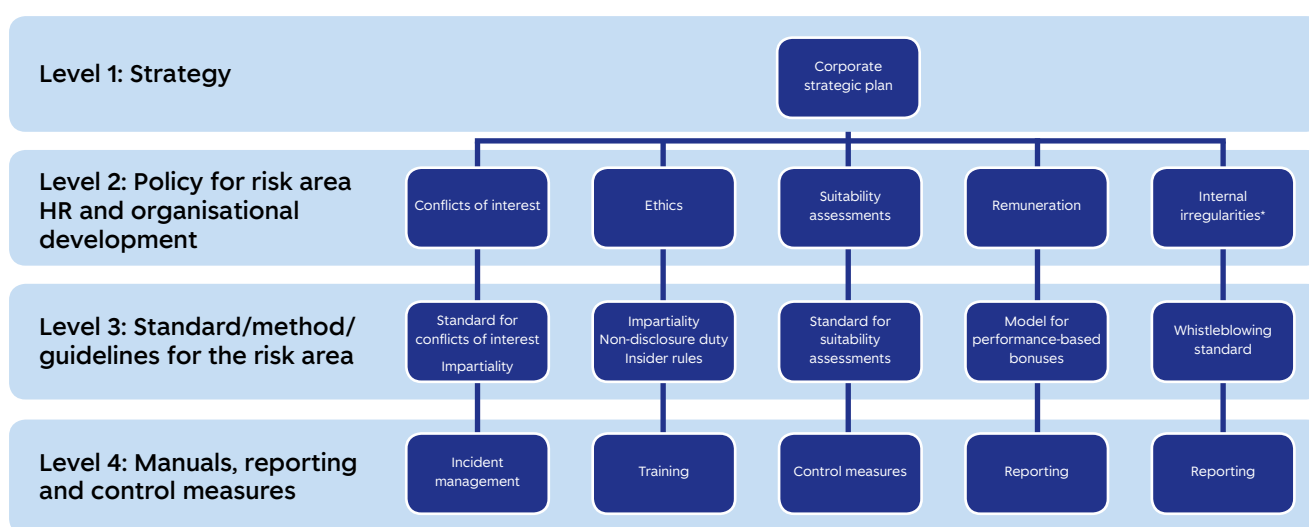 Level 1: Strategy
Corporate
strategic plan
Level 2: Policy for risk area
HR and organisational
development
Conflicts of interest
Ethics
Suitability
assessments
Remuneration
Internal
irregularities*
Level 3: Standard/method/
guidelines for the risk area
Standard for
conflicts of interest
Impartiality
Impartiality
Non-disclosure duty
Insider rules
Standard for
suitability
assessments
Model for
performance-based
bonuses
Whistleblowing
standard
Level 4: Manuals, reporting
and control measures
Incident
management
Training
Control measures
Reporting
Reporting